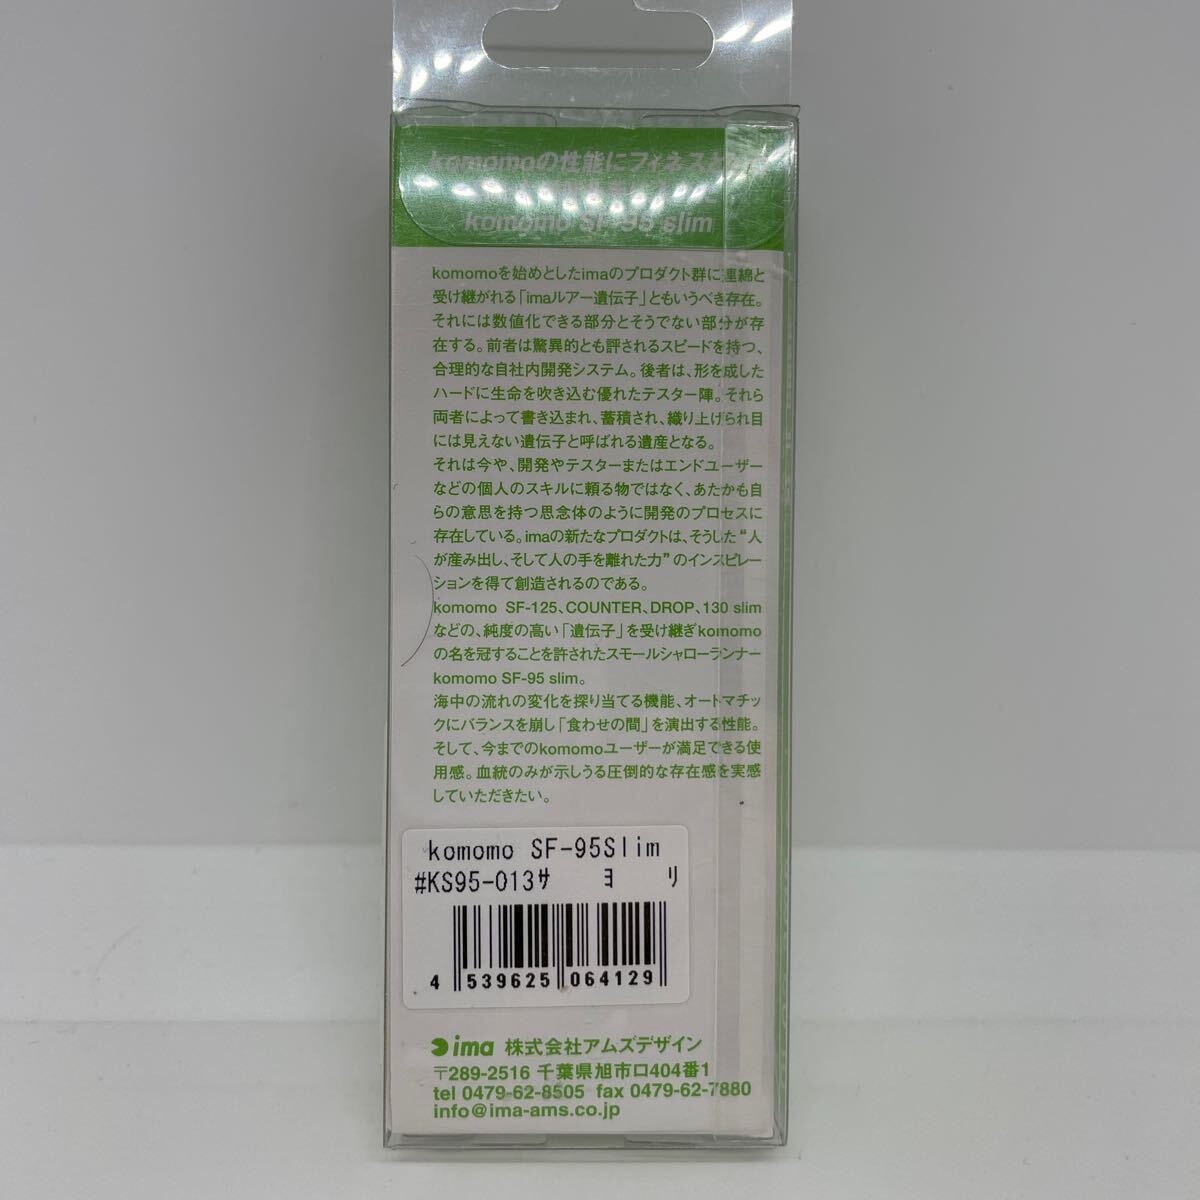 komomoの性能にフィネスを
komomo SF-95 slim
komomoを始めとしたimaのプロダクト群に連綿と
受け継がれる「imaルアー遺伝子」ともいうべき存在。
それには数値化できる部分とそうでない部分が存
在する。前者は驚異的とも評されるスピードを持つ、
合理的な自社内開発システム。後者は、形を成した
ハードに生命を吹き込む優れたテスター陣。それら
両者によって書き込まれ、蓄積され、織り上げられ目
には見えない遺伝子と呼ばれる遺産となる。
それは今や、開発やテスターまたはエンドユーザー
などの個人のスキルに頼る物ではなく、あたかも自
らの意思を持つ思念体のように開発のプロセスに
存在している。imaの新たなプロダクトは、そうした“人
が産み出し、そして人の手を離れた力”のインスピレー
ションを得て創造されるのである。
komomo SF-125、COUNTER、DROP、130 slim
などの、純度の高い「遺伝子」を受け継ぎkomomo
の名を冠することを許されたスモールシャローランナー
komomo SF-95 slim。
海中の流れの変化を探り当てる機能、オートマチッ
クにバランスを崩し「食わせの間」を演出する性能。
そして、今までのkomomoユーザーが満足できる使
用感。血統のみが示しうる圧倒的な存在感を実感
していただきたい。
komomo SF-95Slim
#KS95-013サ ヨ リ
4 539625 064129
ima 株式会社アムズデザイン
〒289-2516 千葉県旭市ロ404番1
tel 0479-62-8505 fax 0479-62-7880
info@ima-ams.co.jp